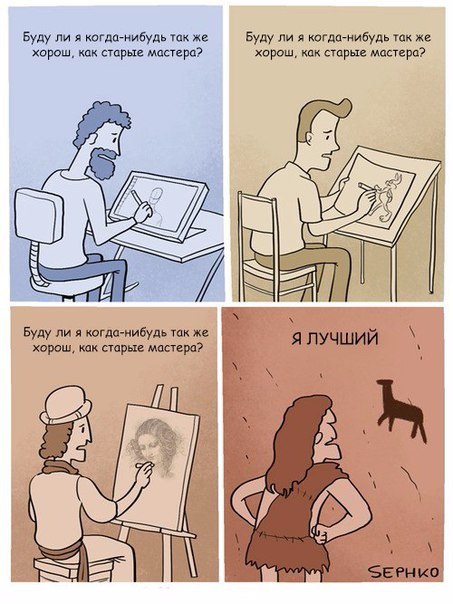 Буду ли я когда-нибудь так же
хорош, как старые мастера?
Буду ли я когда-нибудь так же
хорош, как старые мастера?
Буду ли я когда-нибудь так же
хорош, как старые мастера?
Я ЛУЧШИЙ
SEPHKO